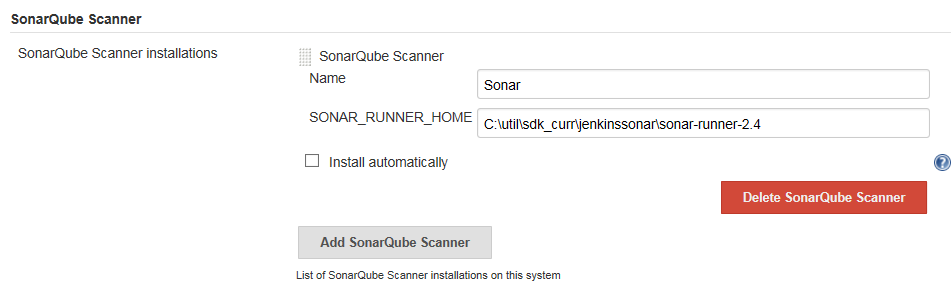 SonarQube Scanner
SonarQube Scanner installations
SonarQube Scanner
Name
Sonar
SONAR_RUNNER_HOME
C:\util\sdk_curr\jenkinssonar\sonar-runner-2.4
Install automatically
?
Delete SonarQube Scanner
Add SonarQube Scanner
List of SonarQube Scanner installations on this system